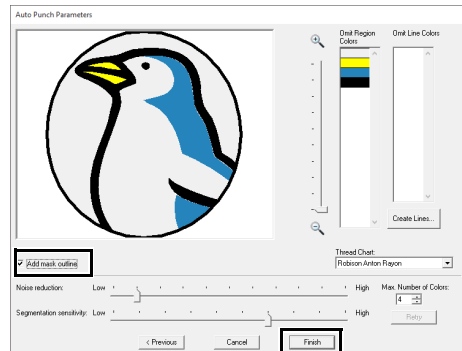 Auto Punch Parameters
Omit Region Colors
Omit Line Colors
Create Lines...
Add mask outline
Thread Chart:
Robison Anton Rayon
Noise reduction: Low High
Max. Number of Colors:
4
Segmentation sensitivity: Low High
Retry
< Previous Cancel Finish